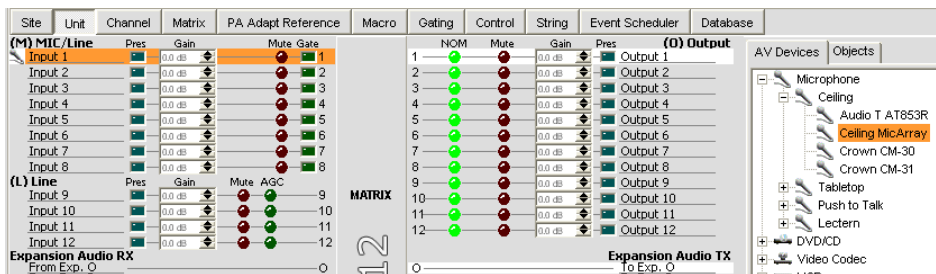 Site Unit Channel Matrix PA Adapt Reference Macro Gating Control String Event Scheduler Database
(M) MIC/Line Pres Gain Mute Gate
Input 1 0.0 dB 1
Input 2 0.0 dB 2
Input 3 0.0 dB 3
Input 4 0.0 dB 4
Input 5 0.0 dB 5
Input 6 0.0 dB 6
Input 7 0.0 dB 7
Input 8 0.0 dB 8
(L) Line Pres Gain Mute AGC
Input 9 0.0 dB 9
Input 10 0.0 dB 10
Input 11 0.0 dB 11
Input 12 0.0 dB 12
Expansion Audio RX
From Exp. O O
MATRIX
12
NOM Mute Gain Pres (O) Output
1 0.0 dB Output 1
2 0.0 dB Output 2
3 0.0 dB Output 3
4 0.0 dB Output 4
5 0.0 dB Output 5
6 0.0 dB Output 6
7 0.0 dB Output 7
8 0.0 dB Output 8
9 0.0 dB Output 9
10 0.0 dB Output 10
11 0.0 dB Output 11
12 0.0 dB Output 12
Expansion Audio TX
O To Exp. O
AV Devices Objects
Microphone
Ceiling
Audio T AT853R
Ceiling MicArray
Crown CM-30
Crown CM-31
Tabletop
Push to Talk
Lectern
DVD/CD
Video Codec